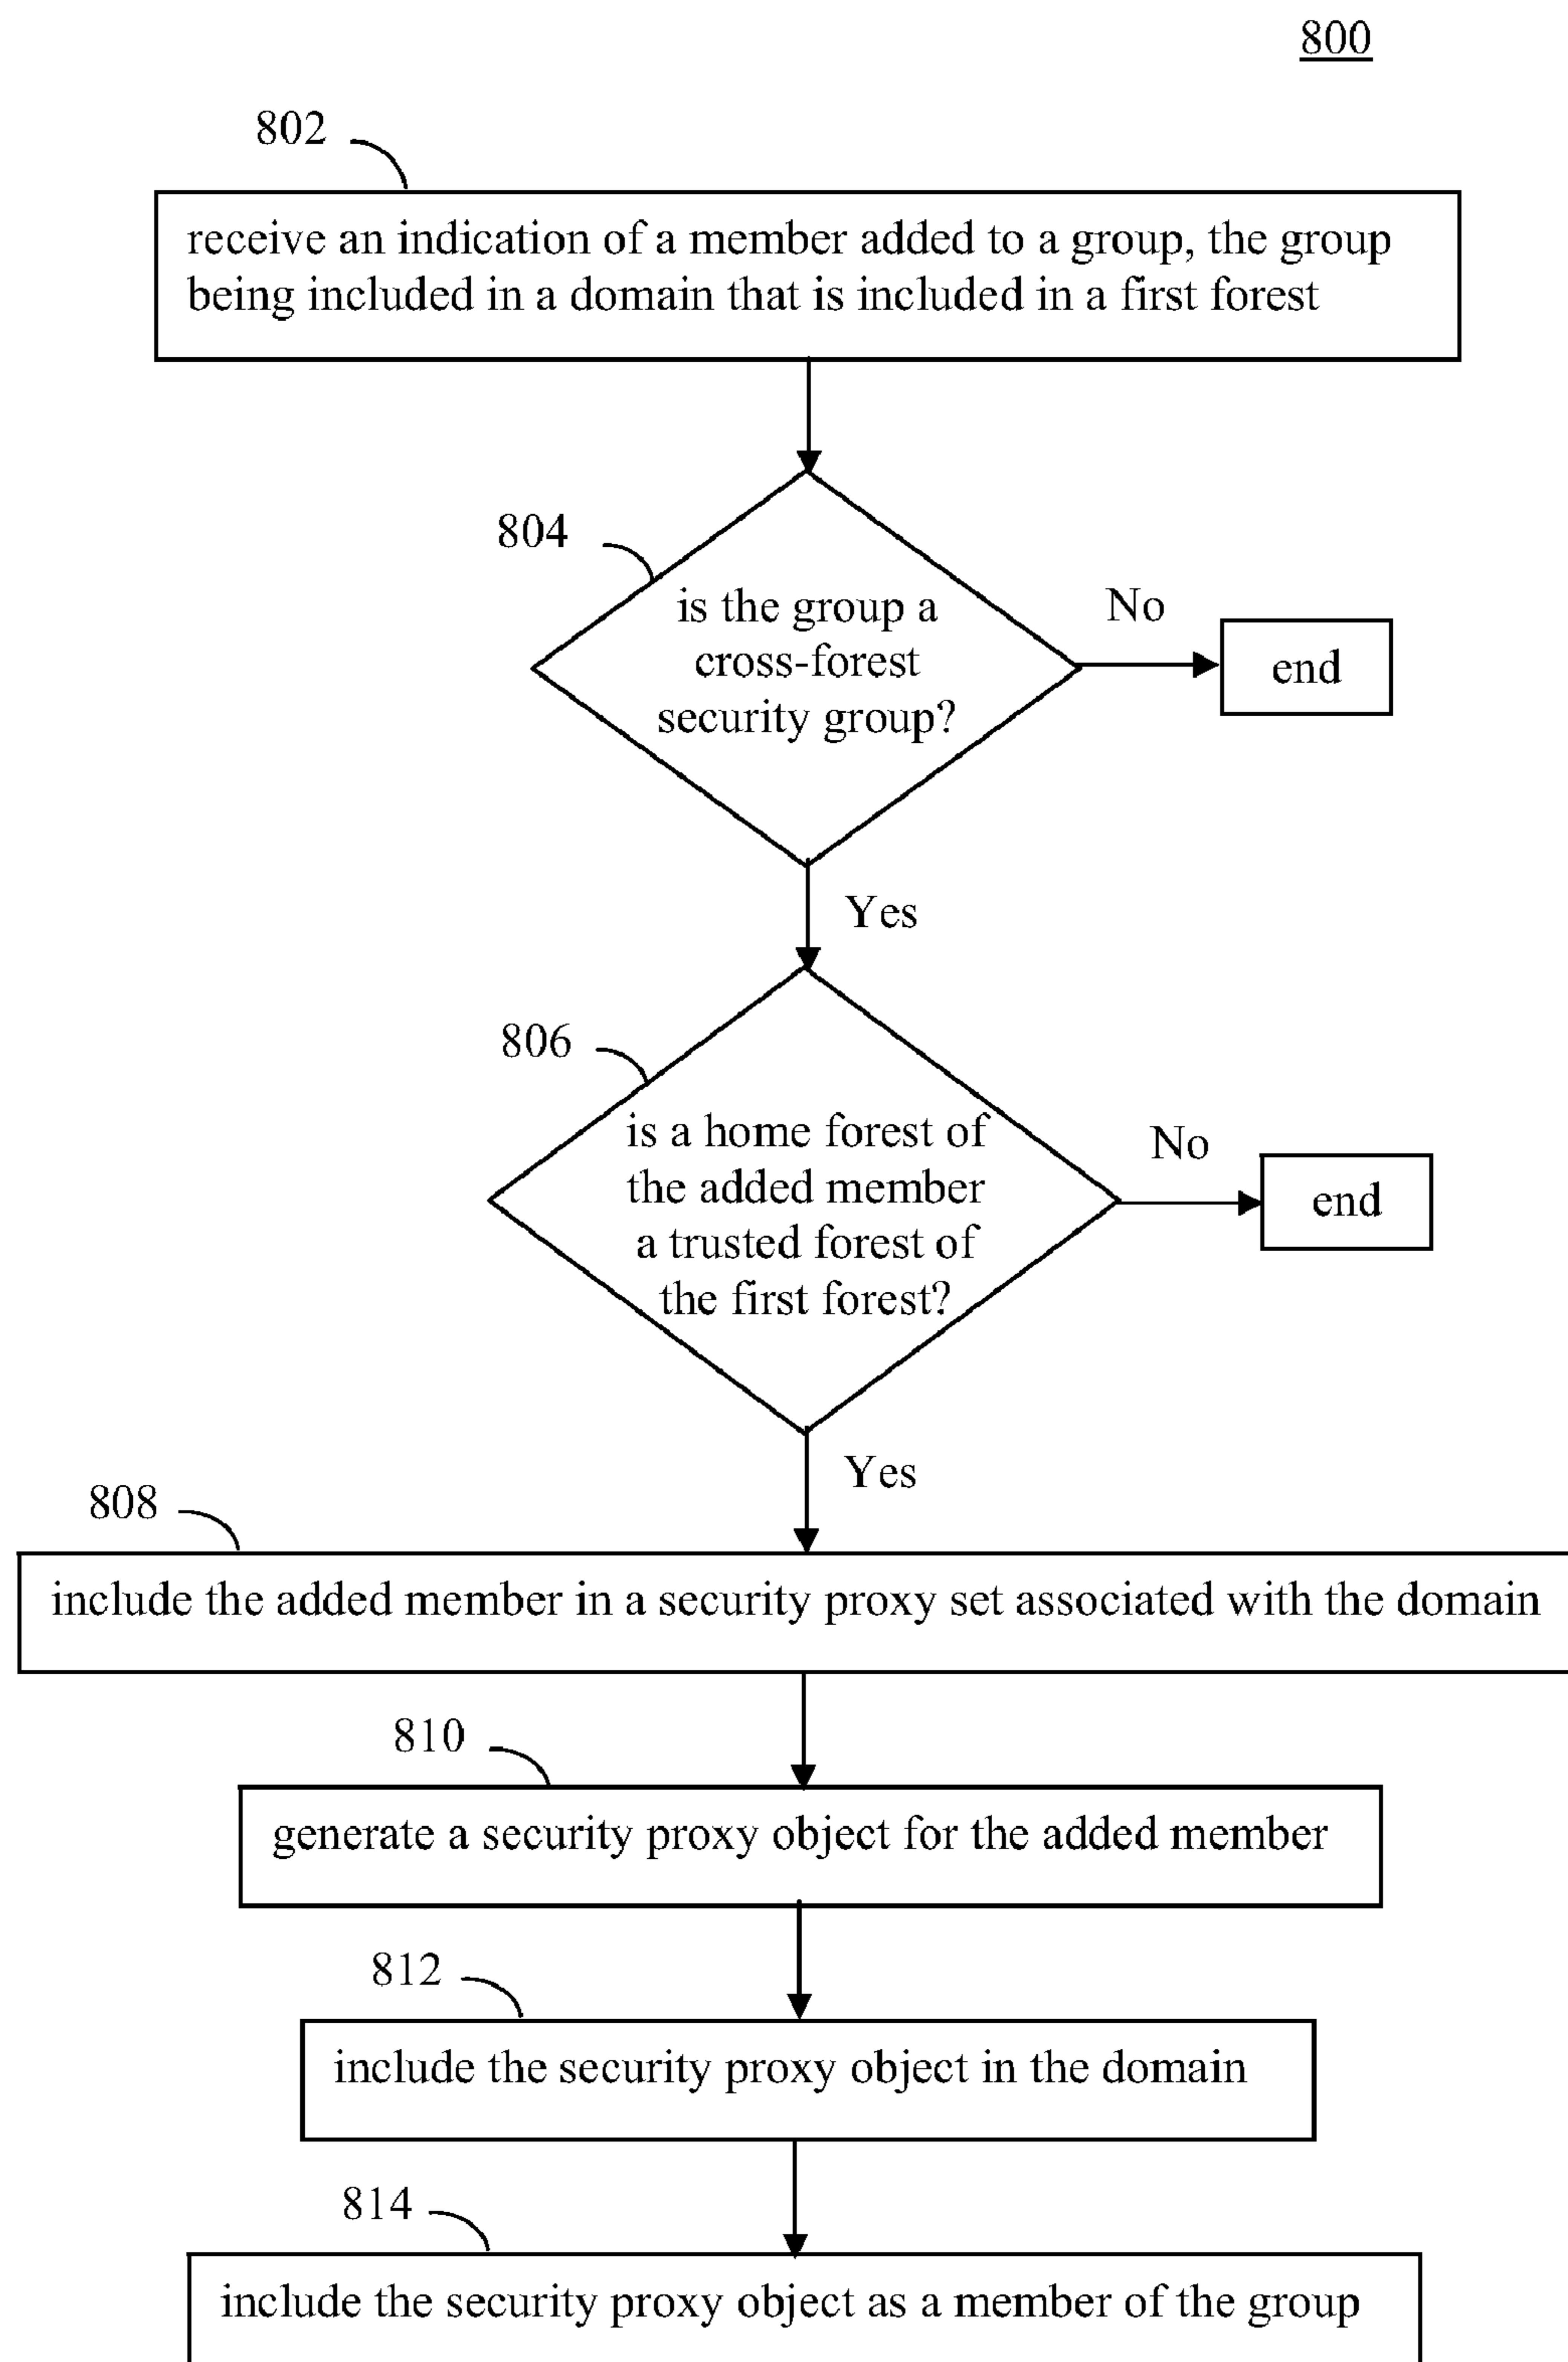 800
802
receive an indication of a member added to a group, the group
being included in a domain that is included in a first forest
804
is the group a
cross-forest
security group?
No
end
Yes
806
is a home forest of
the added member
a trusted forest of
the first forest?
No
end
Yes
808
include the added member in a security proxy set associated with the domain
810
generate a security proxy object for the added member
812
include the security proxy object in the domain
814
include the security proxy object as a member of the group